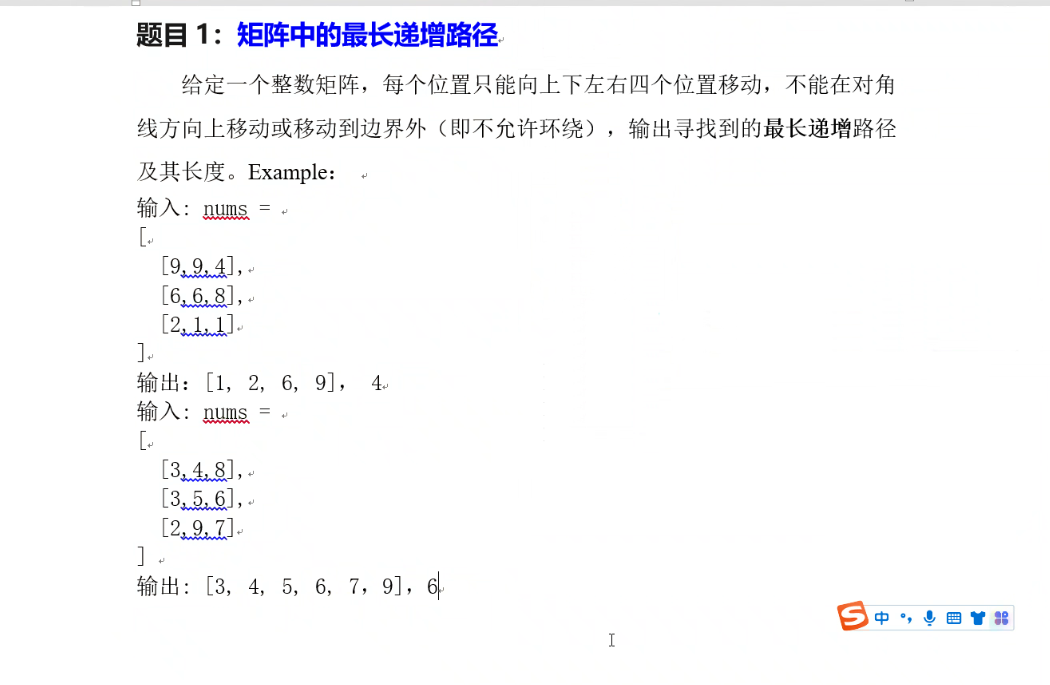 题目 1：矩阵中的最长递增路径
给定一个整数矩阵，每个位置只能向上下左右四个位置移动，不能在对角
线方向上移动或移动到边界外（即不允许环绕），输出寻找到的最长递增路径
及其长度。Example：
输入: nums =
[
[9,9,4],
[6,6,8],
[2,1,1]
]
输出：[1, 2, 6, 9]， 4
输入: nums =
[
[3,4,8],
[3,5,6],
[2,9,7]
]
输出: [3, 4, 5, 6, 7，9]，6
S 中